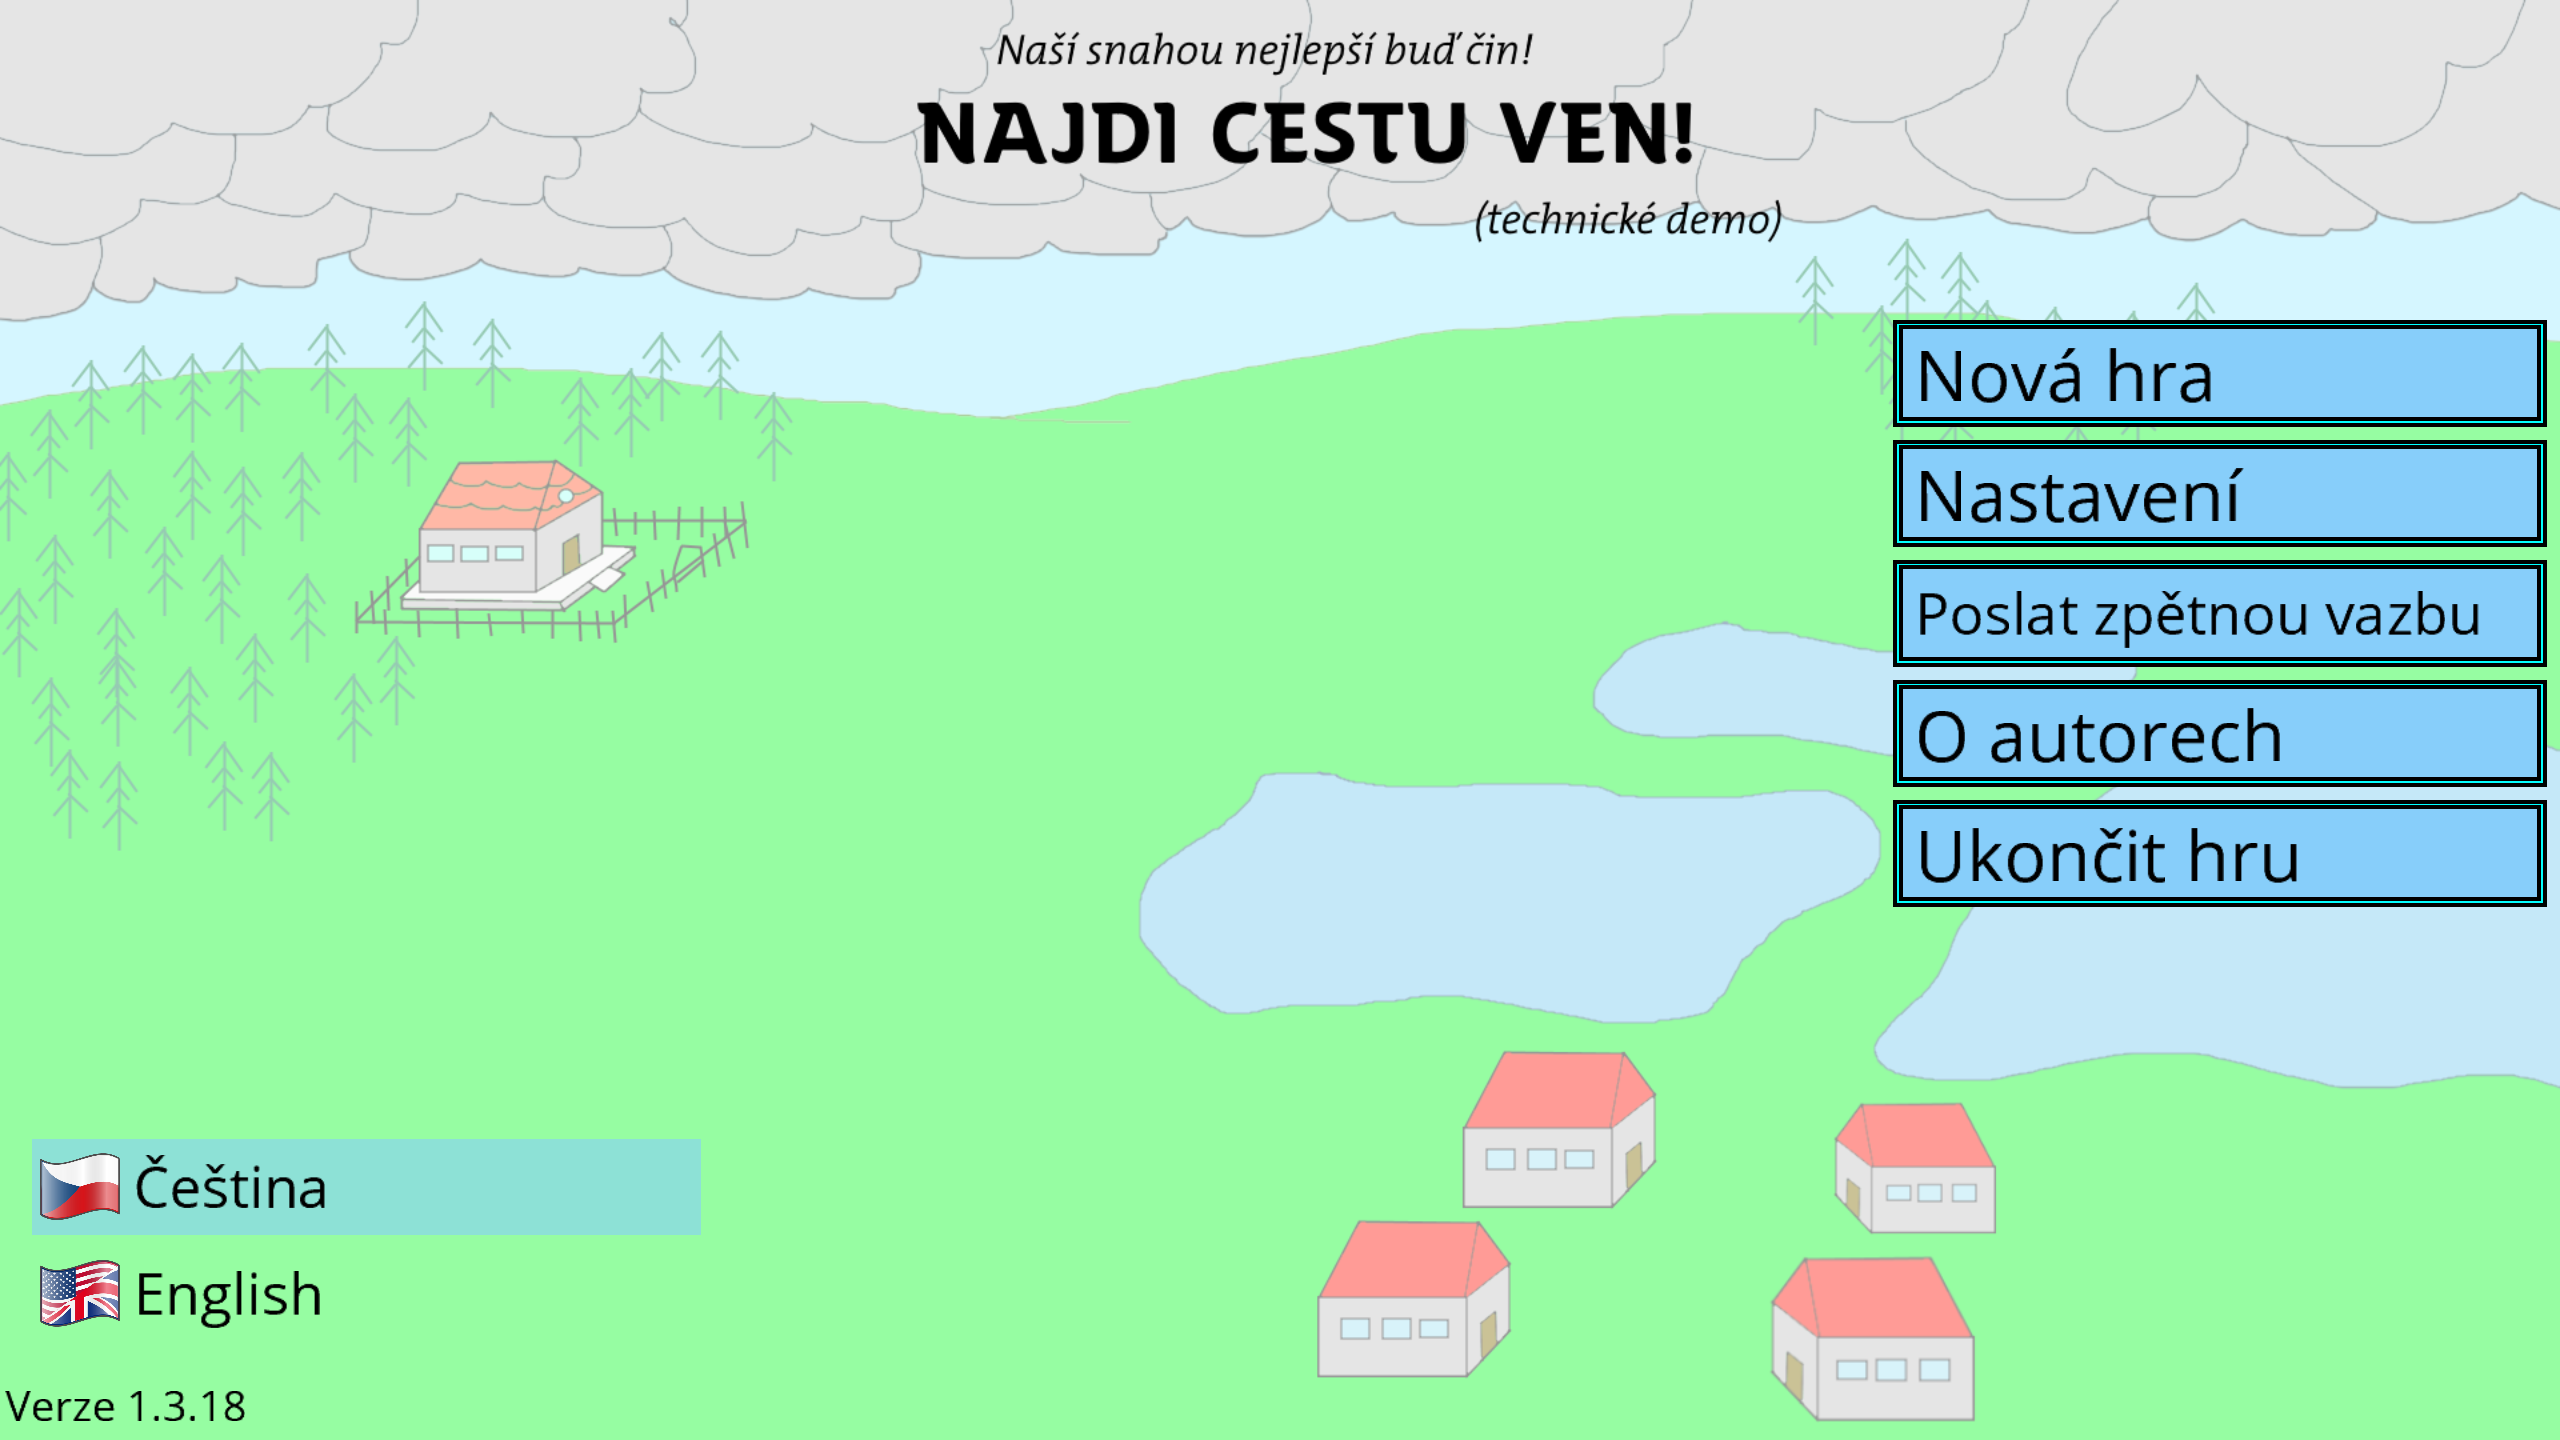 Naší snahou nejlepší buď čin!
NAJDI CESTU VEN!
(technické demo)
Nová hra
Nastavení
Poslat zpětnou vazbu
O autorech
Ukončit hru
Čeština
English
Verze 1.3.18